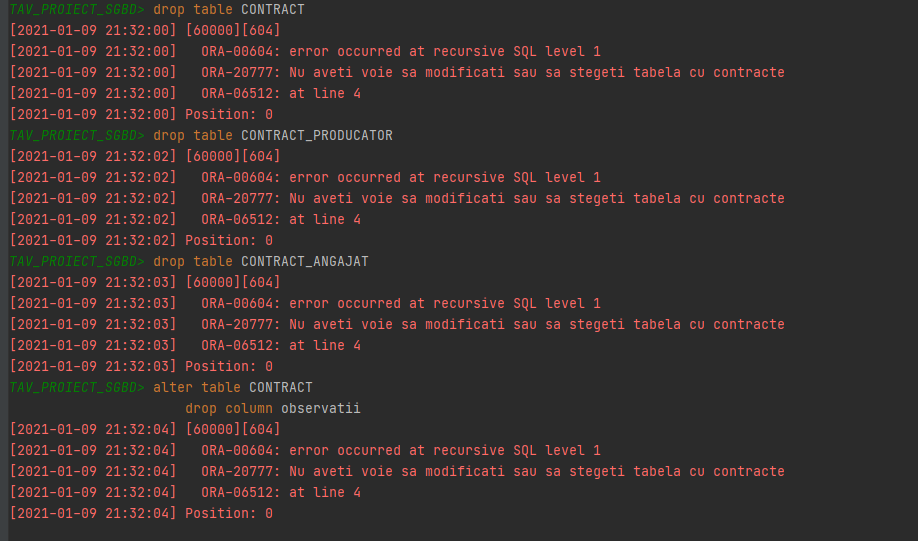 TAV_PROIECT_SGBD> drop table CONTRACT
[2021-01-09 21:32:00] [60000][604]
[2021-01-09 21:32:00]   ORA-00604: error occurred at recursive SQL level 1
[2021-01-09 21:32:00]   ORA-20777: Nu aveti voie sa modificati sau sa stegeti tabela cu contracte
[2021-01-09 21:32:00]   ORA-06512: at line 4
[2021-01-09 21:32:00] Position: 0
TAV_PROIECT_SGBD> drop table CONTRACT_PRODUCATOR
[2021-01-09 21:32:02] [60000][604]
[2021-01-09 21:32:02]   ORA-00604: error occurred at recursive SQL level 1
[2021-01-09 21:32:02]   ORA-20777: Nu aveti voie sa modificati sau sa stegeti tabela cu contracte
[2021-01-09 21:32:02]   ORA-06512: at line 4
[2021-01-09 21:32:02] Position: 0
TAV_PROIECT_SGBD> drop table CONTRACT_ANGAJAT
[2021-01-09 21:32:03] [60000][604]
[2021-01-09 21:32:03]   ORA-00604: error occurred at recursive SQL level 1
[2021-01-09 21:32:03]   ORA-20777: Nu aveti voie sa modificati sau sa stegeti tabela cu contracte
[2021-01-09 21:32:03]   ORA-06512: at line 4
[2021-01-09 21:32:03] Position: 0
TAV_PROIECT_SGBD> alter table CONTRACT
                      drop column observatii
[2021-01-09 21:32:04] [60000][604]
[2021-01-09 21:32:04]   ORA-00604: error occurred at recursive SQL level 1
[2021-01-09 21:32:04]   ORA-20777: Nu aveti voie sa modificati sau sa stegeti tabela cu contracte
[2021-01-09 21:32:04]   ORA-06512: at line 4
[2021-01-09 21:32:04] Position: 0